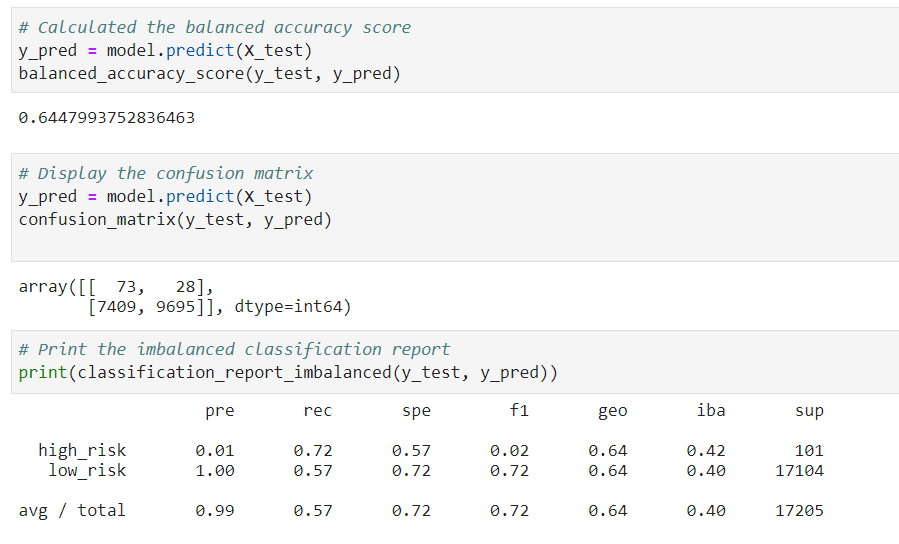 # Calculated the balanced accuracy score
y_pred = model.predict(X_test)
balanced_accuracy_score(y_test, y_pred)
0.6447993752836463
# Display the confusion matrix
y_pred = model.predict(X_test)
confusion_matrix(y_test, y_pred)
array([[  73,   28],
       [7409, 9695]], dtype=int64)
# Print the imbalanced classification report
print(classification_report_imbalanced(y_test, y_pred))
                   pre       rec       spe        f1       geo       iba       sup
  high_risk       0.01      0.72      0.57      0.02      0.64      0.42       101
   low_risk       1.00      0.57      0.72      0.72      0.64      0.40     17104
avg / total       0.99      0.57      0.72      0.72      0.64      0.40     17205